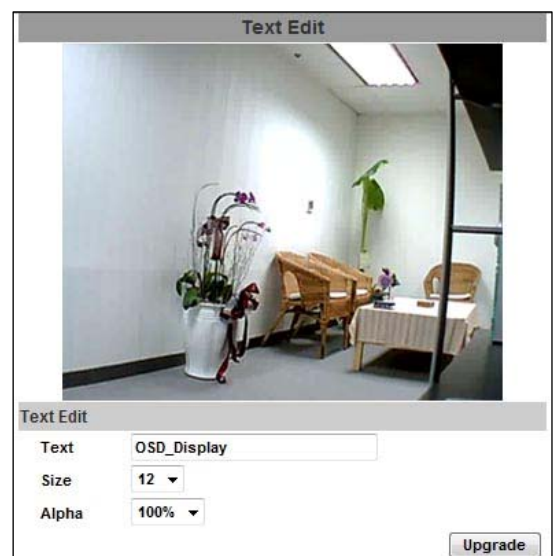 Text Edit
Text Edit
Text OSD_Display
Size 12
Alpha 100%
Upgrade